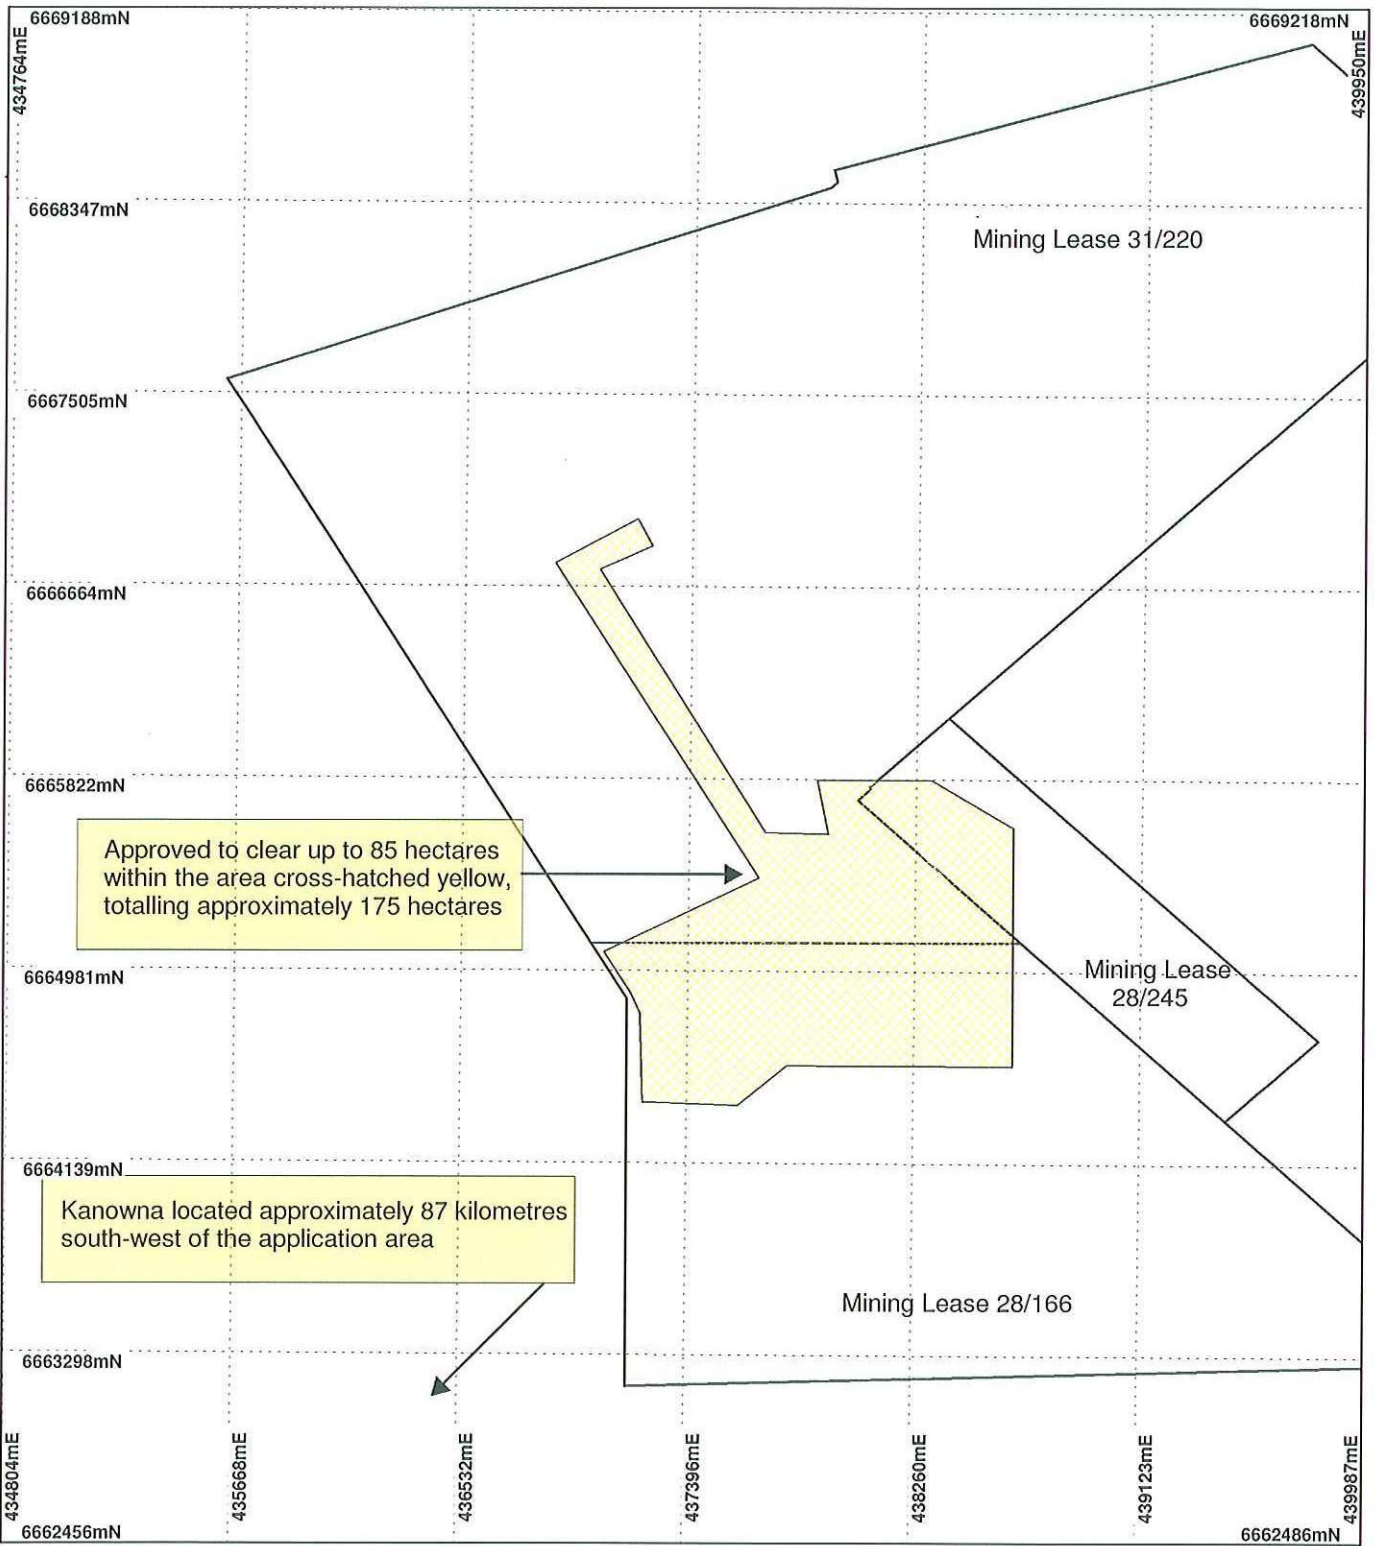 6669188mN
6669218mN
434764mE
439950mE
6668347mN
Mining Lease 31/220
6667505mN
6666664mN
6665822mN
Approved to clear up to 85 hectares
within the area cross-hatched yellow,
totalling approximately 175 hectares
6664981mN
Mining Lease
28/245
6664139mN
Kanowna located approximately 87 kilometres
south-west of the application area
Mining Lease 28/166
6663298mN
434804mE
435668mE
436532mE
437396mE
438260mE
439123mE
439987mE
6662456mN
6662486mN